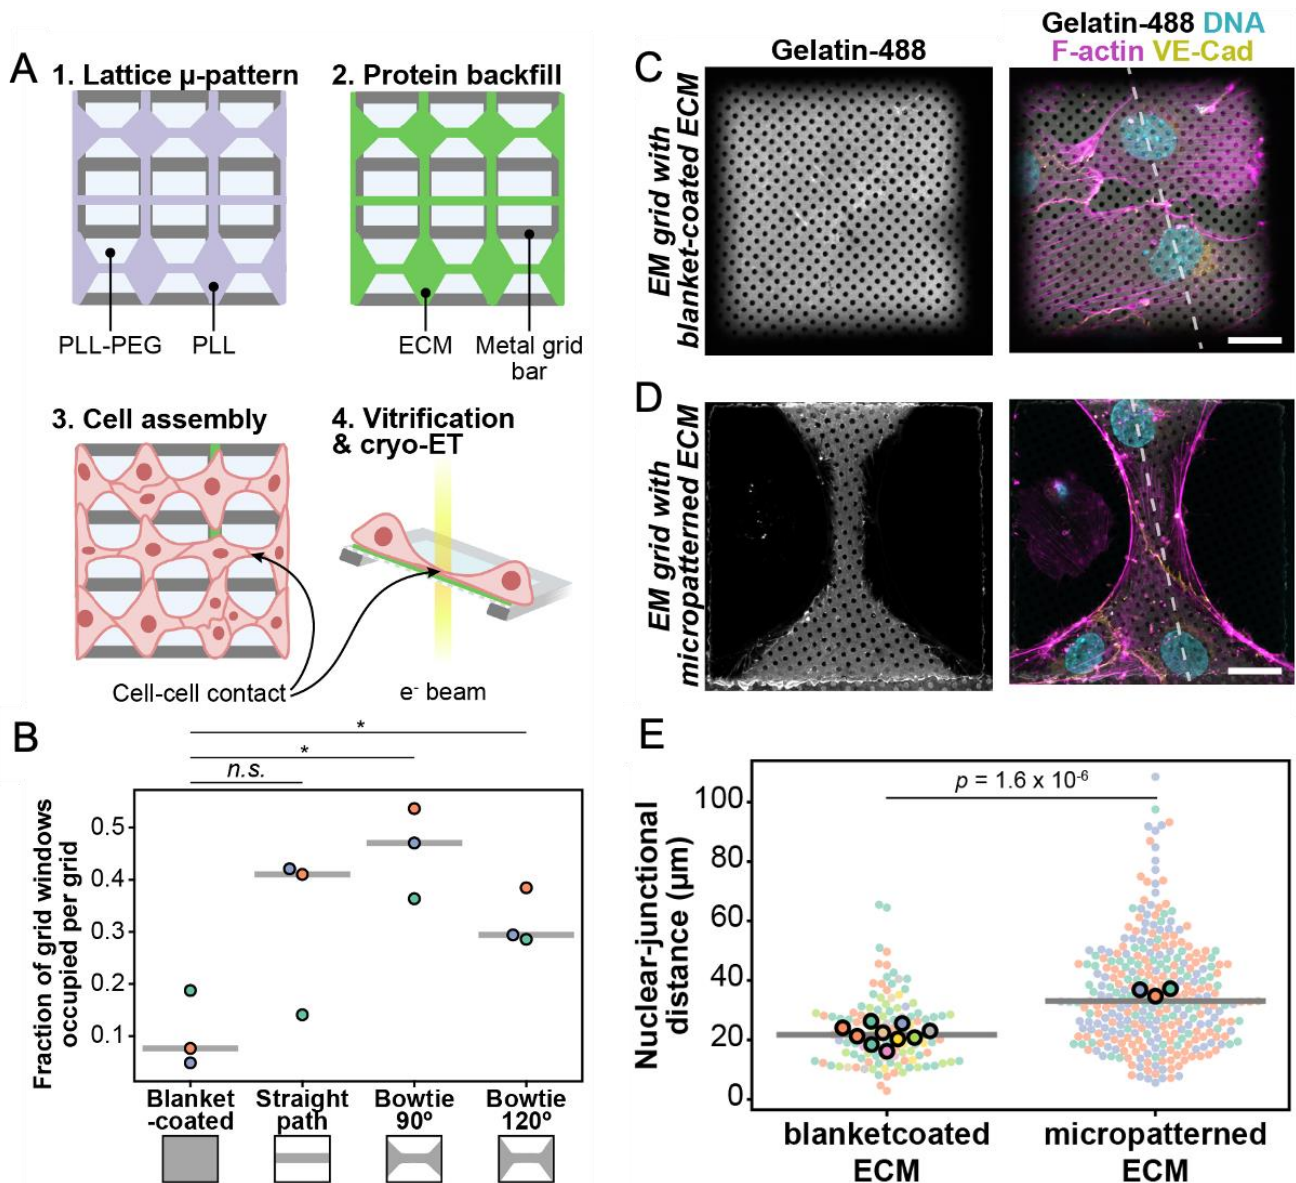 A
1. Lattice μ-pattern
2. Protein backfill
PLL-PEG
PLL
ECM
Metal grid
bar
3. Cell assembly
4. Vitrification
& cryo-ET
Cell-cell contact
e- beam
B
*
*
n.s.
Fraction of grid windows
occupied per grid
0.5
0.4
0.3
0.2
0.1
Blanket
-coated
Straight
path
Bowtie
90º
Bowtie
120º
C
Gelatin-488
Gelatin-488 DNA
F-actin VE-Cad
EM grid with
blanket-coated ECM
D
EM grid with
micropatterned ECM
E
Nuclear-junctional
distance (μm)
100
80
60
40
20
0
p = 1.6 x 10-6
blanketcoated
ECM
micropatterned
ECM